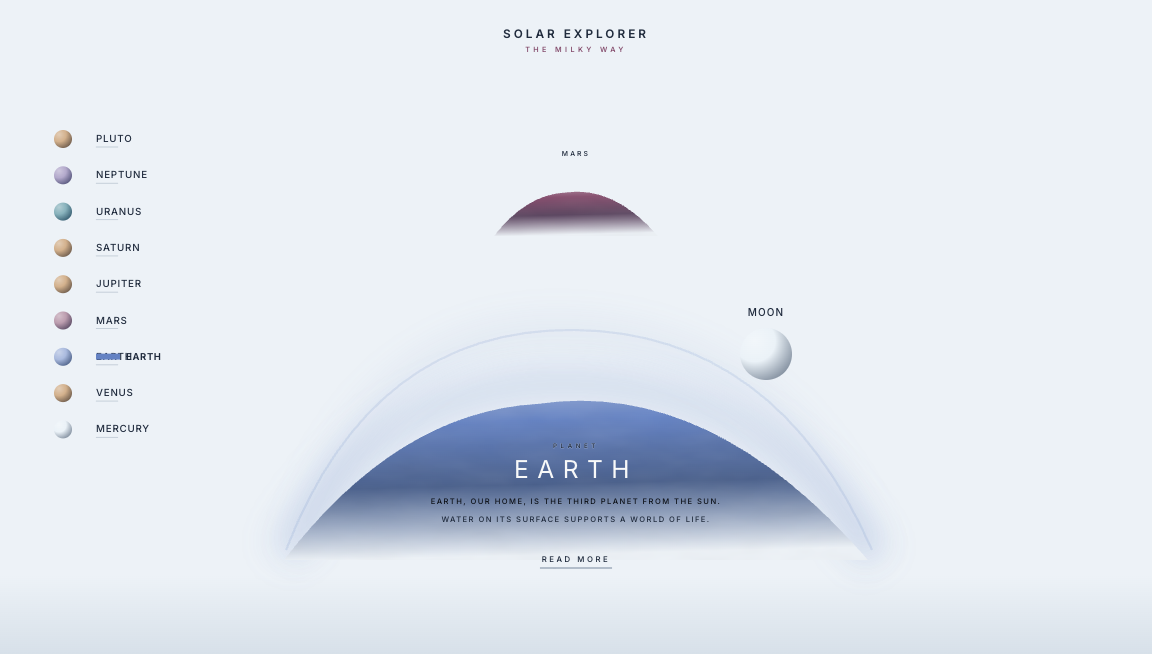 SOLAR EXPLORER
THE MILKY WAY
PLUTO
NEPTUNE
URANUS
SATURN
JUPITER
MARS
EARTH
VENUS
MERCURY
MARS
MOON
PLANET
EARTH
EARTH, OUR HOME, IS THE THIRD PLANET FROM THE SUN.
WATER ON ITS SURFACE SUPPORTS A WORLD OF LIFE.
READ MORE